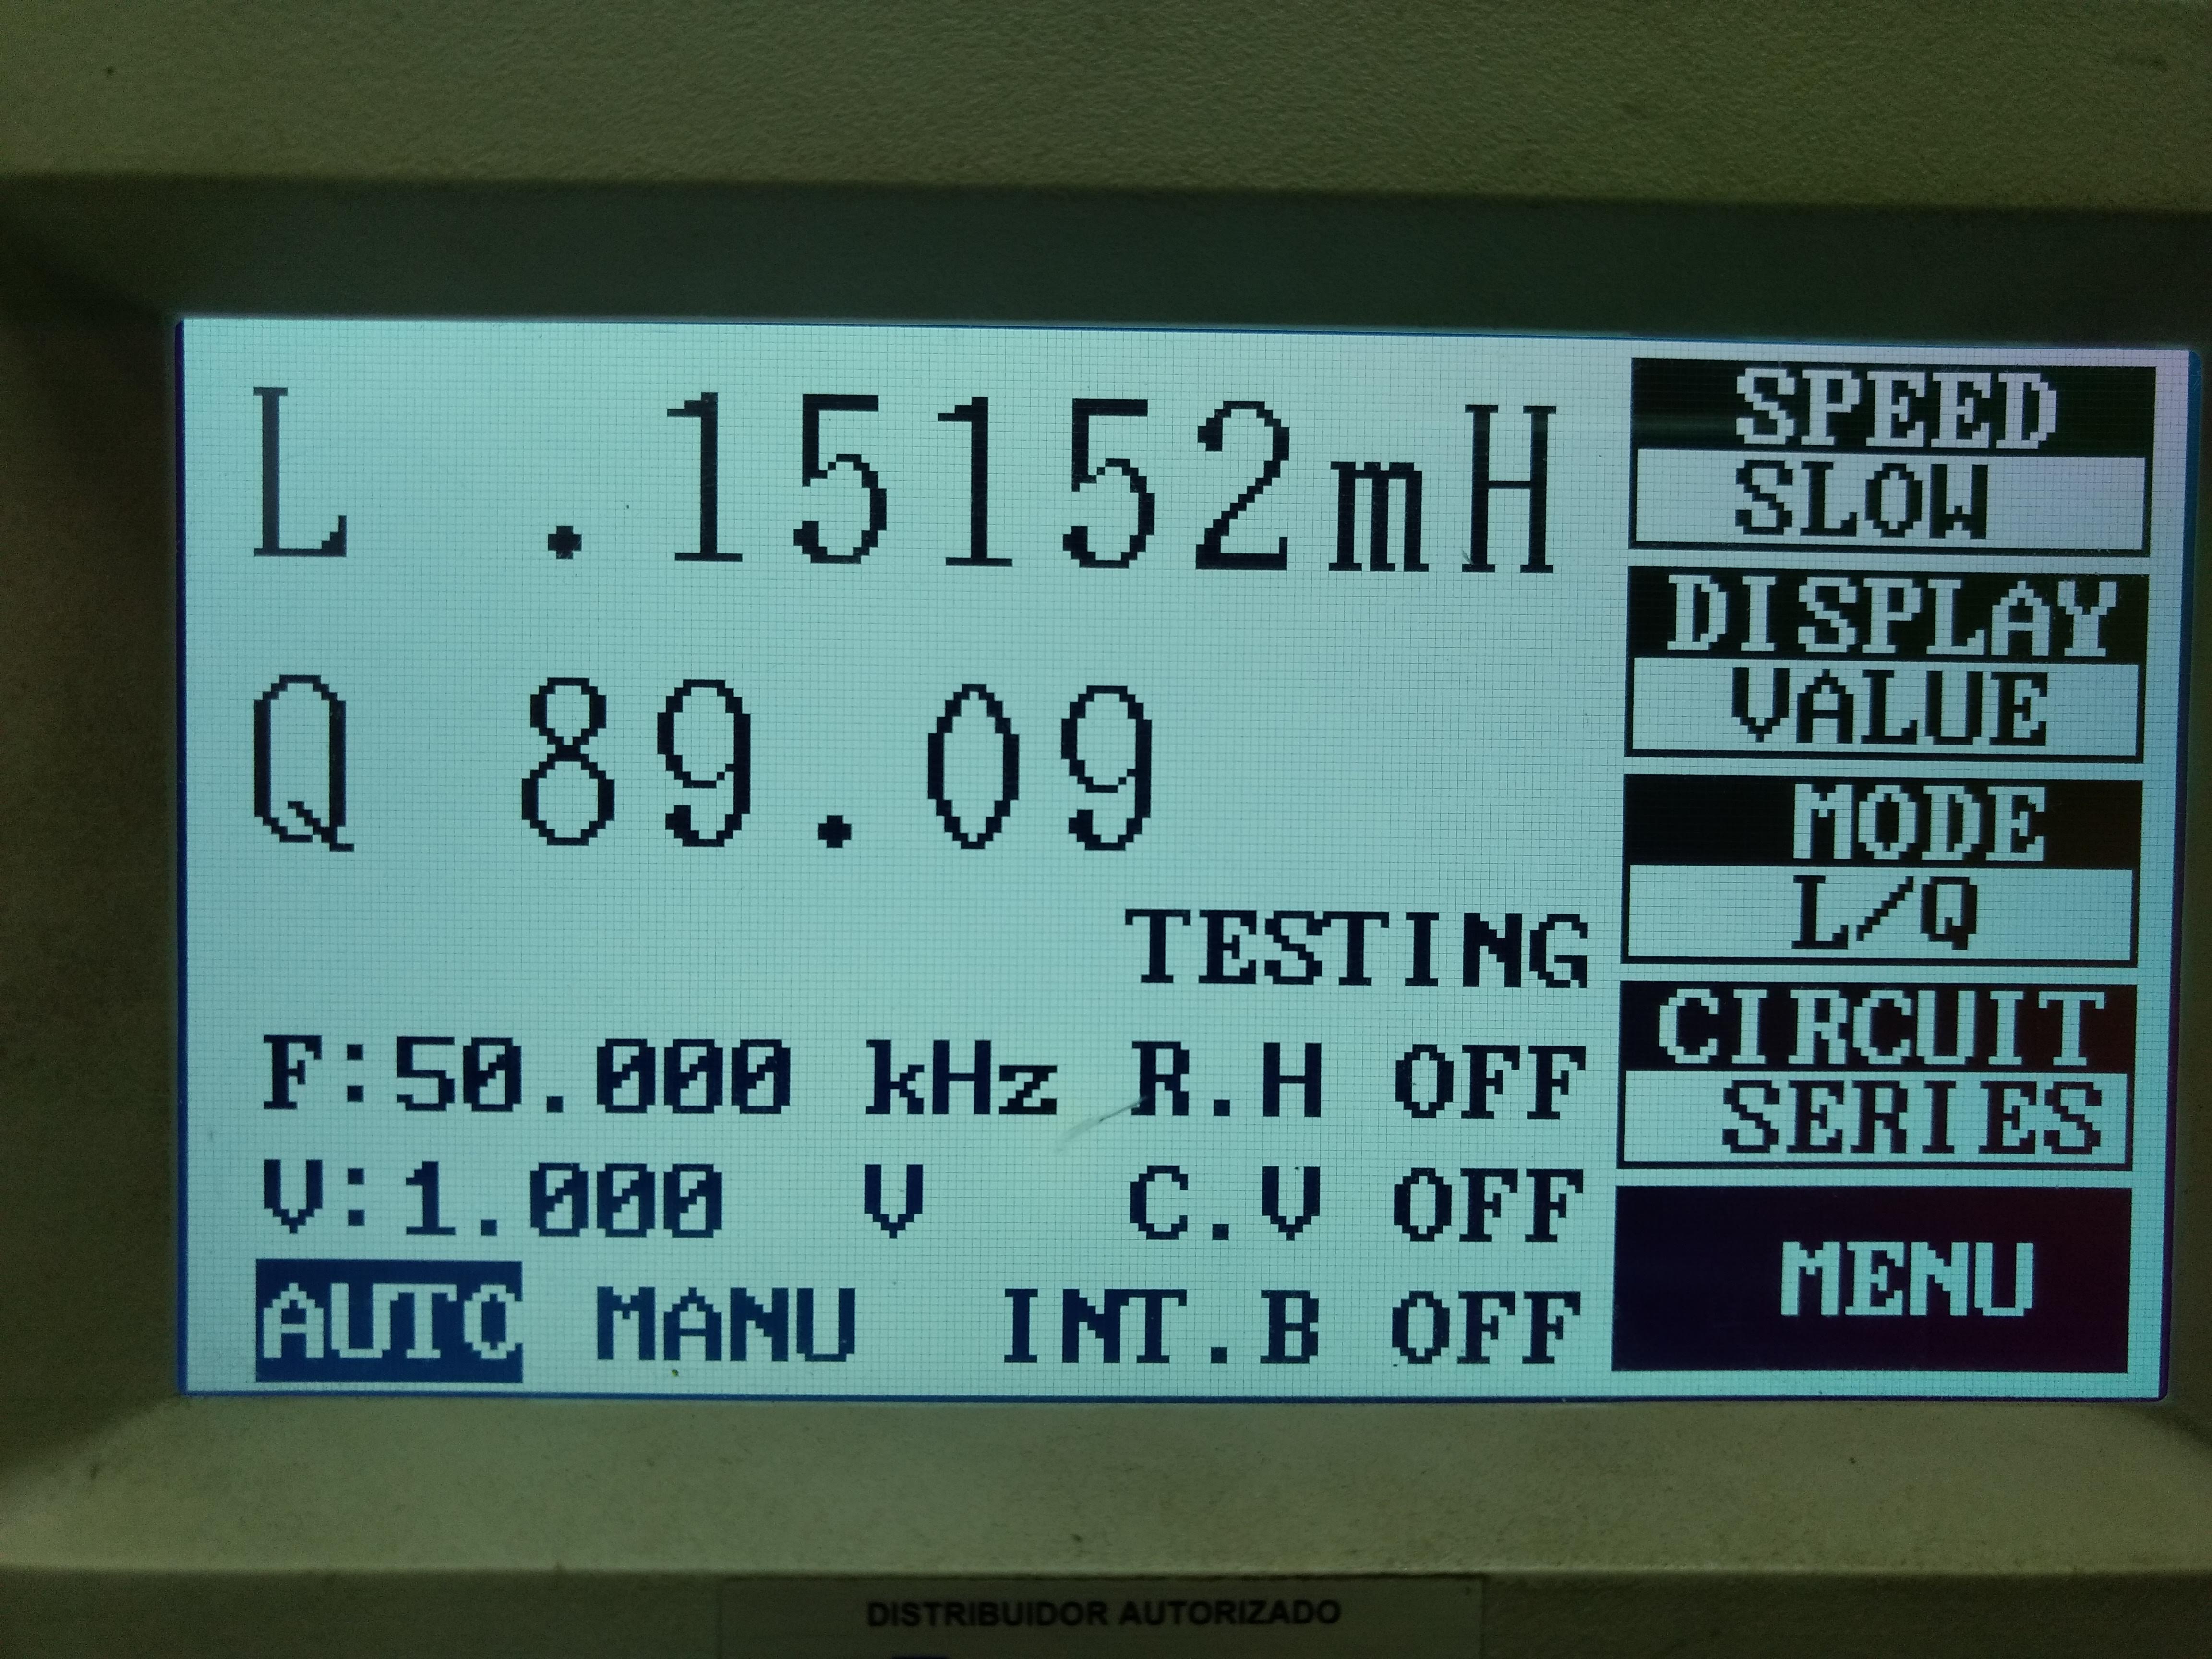 L .15152mH
Q 89.09
TESTING
F:50.000 kHz R.H OFF
V:1.000 V C.V OFF
AUTO MANU INT.B OFF
SPEED
SLOW
DISPLAY
VALUE
MODE
L/Q
CIRCUIT
SERIES
MENU
DISTRIBUIDOR AUTORIZADO